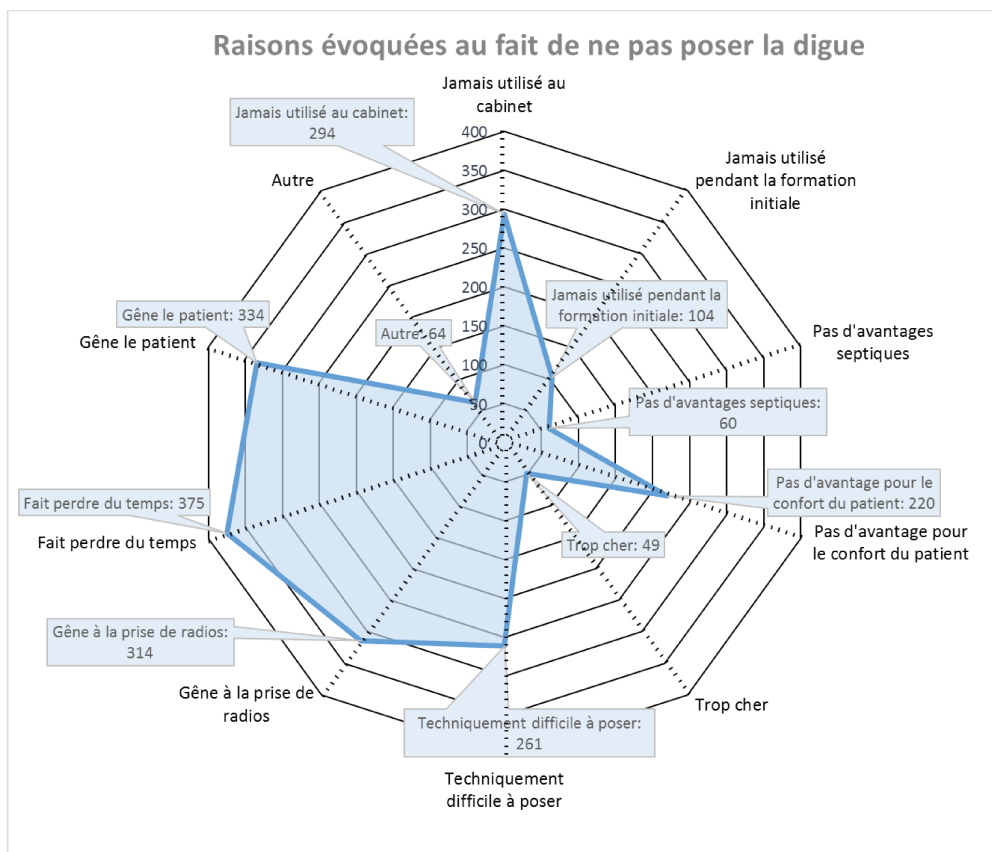 Raisons évoquées au fait de ne pas poser la digue
Jamais utilisé au
cabinet
Jamais utilisé au cabinet:
294
400
350
300
250
200
150
100
50
0
Jamais utilisé
pendant la formation
initiale
Jamais utilisé pendant la
formation initiale: 104
Pas d'avantages
septiques
Pas d'avantages septiques:
60
Pas d'avantage pour le
confort du patient: 220
Pas d'avantage pour
le confort du patient
Trop cher: 49
Trop cher
Techniquement difficile à poser:
261
Techniquement
difficile à poser
Gêne à la prise de radios:
314
Gêne à la prise de
radios
Fait perdre du temps: 375
Fait perdre du temps
Gêne le patient: 334
Gêne le patient
Autre: 64
Autre